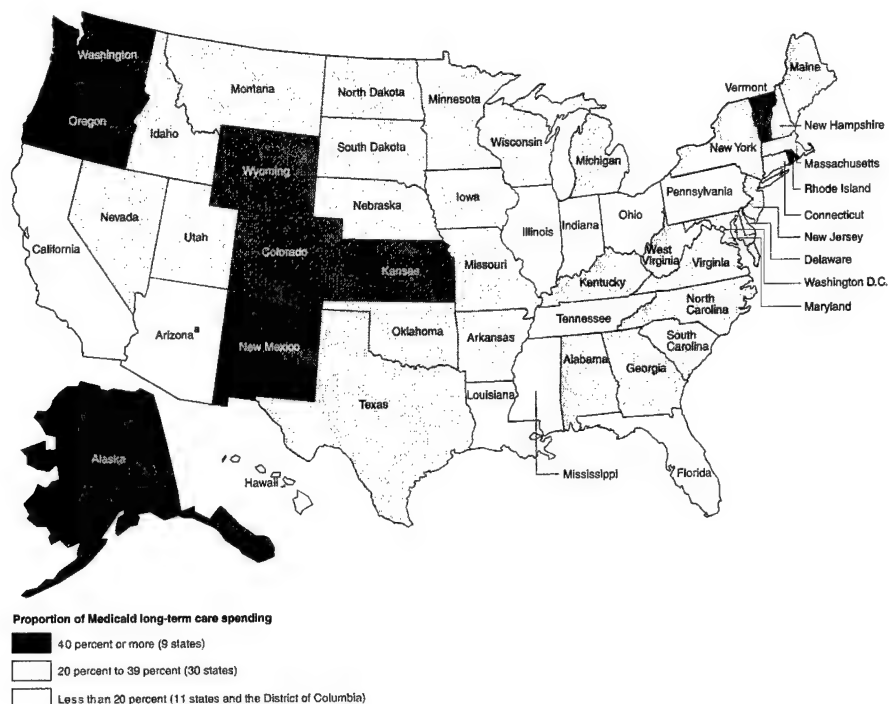 Washington
Oregon
Idaho
Montana
North Dakota
Minnesota
Wisconsin
Michigan
Vermont
Maine
New Hampshire
New York
Massachusetts
Rhode Island
Connecticut
New Jersey
Delaware
Washington D.C.
Maryland
South Dakota
Wyoming
Nebraska
Iowa
Pennsylvania
Nevada
Utah
Colorado
Kansas
Missouri
Illinois
Indiana
Ohio
West
Virginia
Virginia
California
Kentucky
North
Carolina
Tennessee
South
Carolina
Arizonaa
New Mexico
Oklahoma
Arkansas
Alabama
Georgia
Texas
Louisiana
Mississippi
Florida
Alaska
Hawaii
Proportion of Medicaid long-term care spending
40 percent or more (9 states)
20 percent to 39 percent (30 states)
Less than 20 percent (11 states and the District of Columbia)